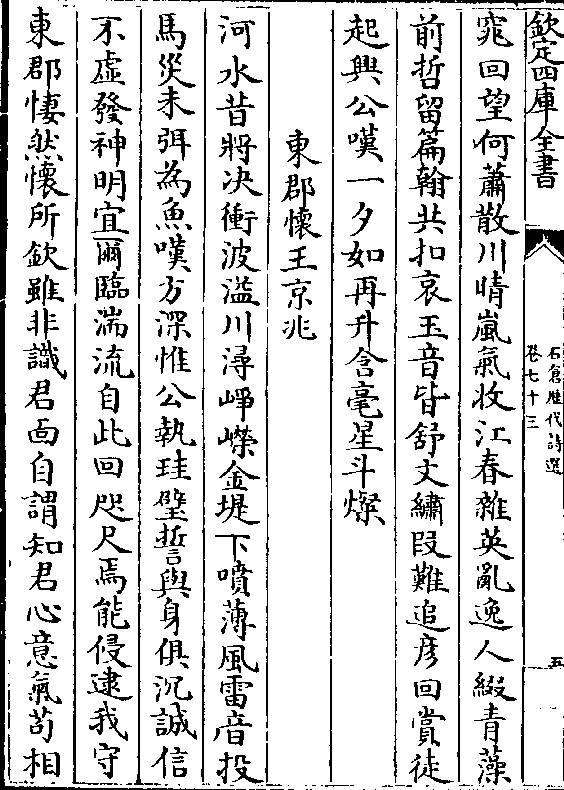 欽定四庫全書
石倉歴代詩選
卷七十三
五
窕回望何蕭散川晴嵐氣收江春雜英亂逸人綴青藻
前哲留篇翰共扣哀玉音皆舒文繡段難追彦回賞徒
起興公嘆一夕如再升含毫星斗燦
東郡懷王京兆
河水昔將决衝波溢川潯崢嶸金堤下噴薄風雷音投
馬災未弭為魚嘆方深惟公執珪璧誓與身俱沉誠信
不虛發神明宜爾臨湍流自此回咫尺焉能侵逮我守
東郡悽然懷所欽雖非識君面自謂知君心意氣苟相